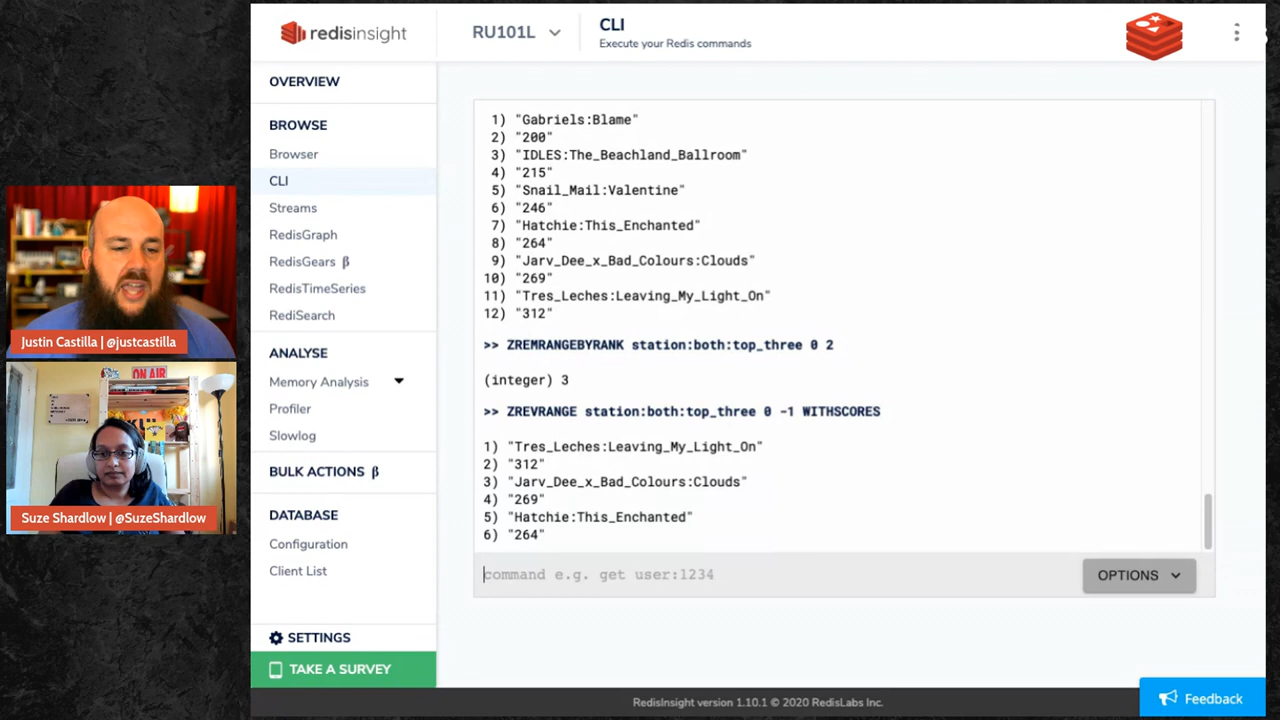 redisinsight
RU101L
CLI
Execute your Redis commands
OVERVIEW
BROWSE
Browser
CLI
Streams
RedisGraph
RedisGears β
RedisTimeSeries
RediSearch
ANALYSE
Memory Analysis
Profiler
Slowlog
BULK ACTIONS β
DATABASE
Configuration
Client List
SETTINGS
TAKE A SURVEY
1) "Gabriels:Blame"
2) "200"
3) "IDLES:The_Beachland_Ballroom"
4) "215"
5) "Snail_Mail:Valentine"
6) "246"
7) "Hatchie:This_Enchanted"
8) "264"
9) "Jarv_Dee_x_Bad_Colours:Clouds"
10) "269"
11) "Tres_Leches:Leaving_My_Light_On"
12) "312"
>> ZREMRANGEBYRANK station:both:top_three 0 2
(integer) 3
>> ZREVRANGE station:both:top_three 0 -1 WITHSCORES
1) "Tres_Leches:Leaving_My_Light_On"
2) "312"
3) "Jarv_Dee_x_Bad_Colours:Clouds"
4) "269"
5) "Hatchie:This_Enchanted"
6) "264"
command e.g. get user:1234
OPTIONS
RedisInsight version 1.10.1 © 2020 RedisLabs Inc.
Feedback
Justin Castilla | @justcastilla
ON AIR
Suze Shardlow | @SuzeShardlow